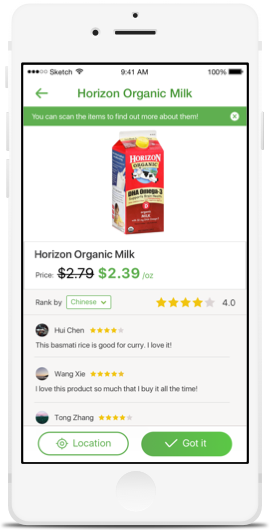 Sketch 9:41 AM 100%
Horizon Organic Milk
You can scan the items to find out more about them!
HORIZON
ORGANIC
DHA Omega-3
MILK
Horizon Organic Milk
Price: $2.79 $2.39 /oz
Rank by Chinese 4.0
Hui Chen
This basmati rice is good for curry. I love it!
Wang Xie
I love this product so much that I buy it all the time!
Tong Zhang
Location Got it